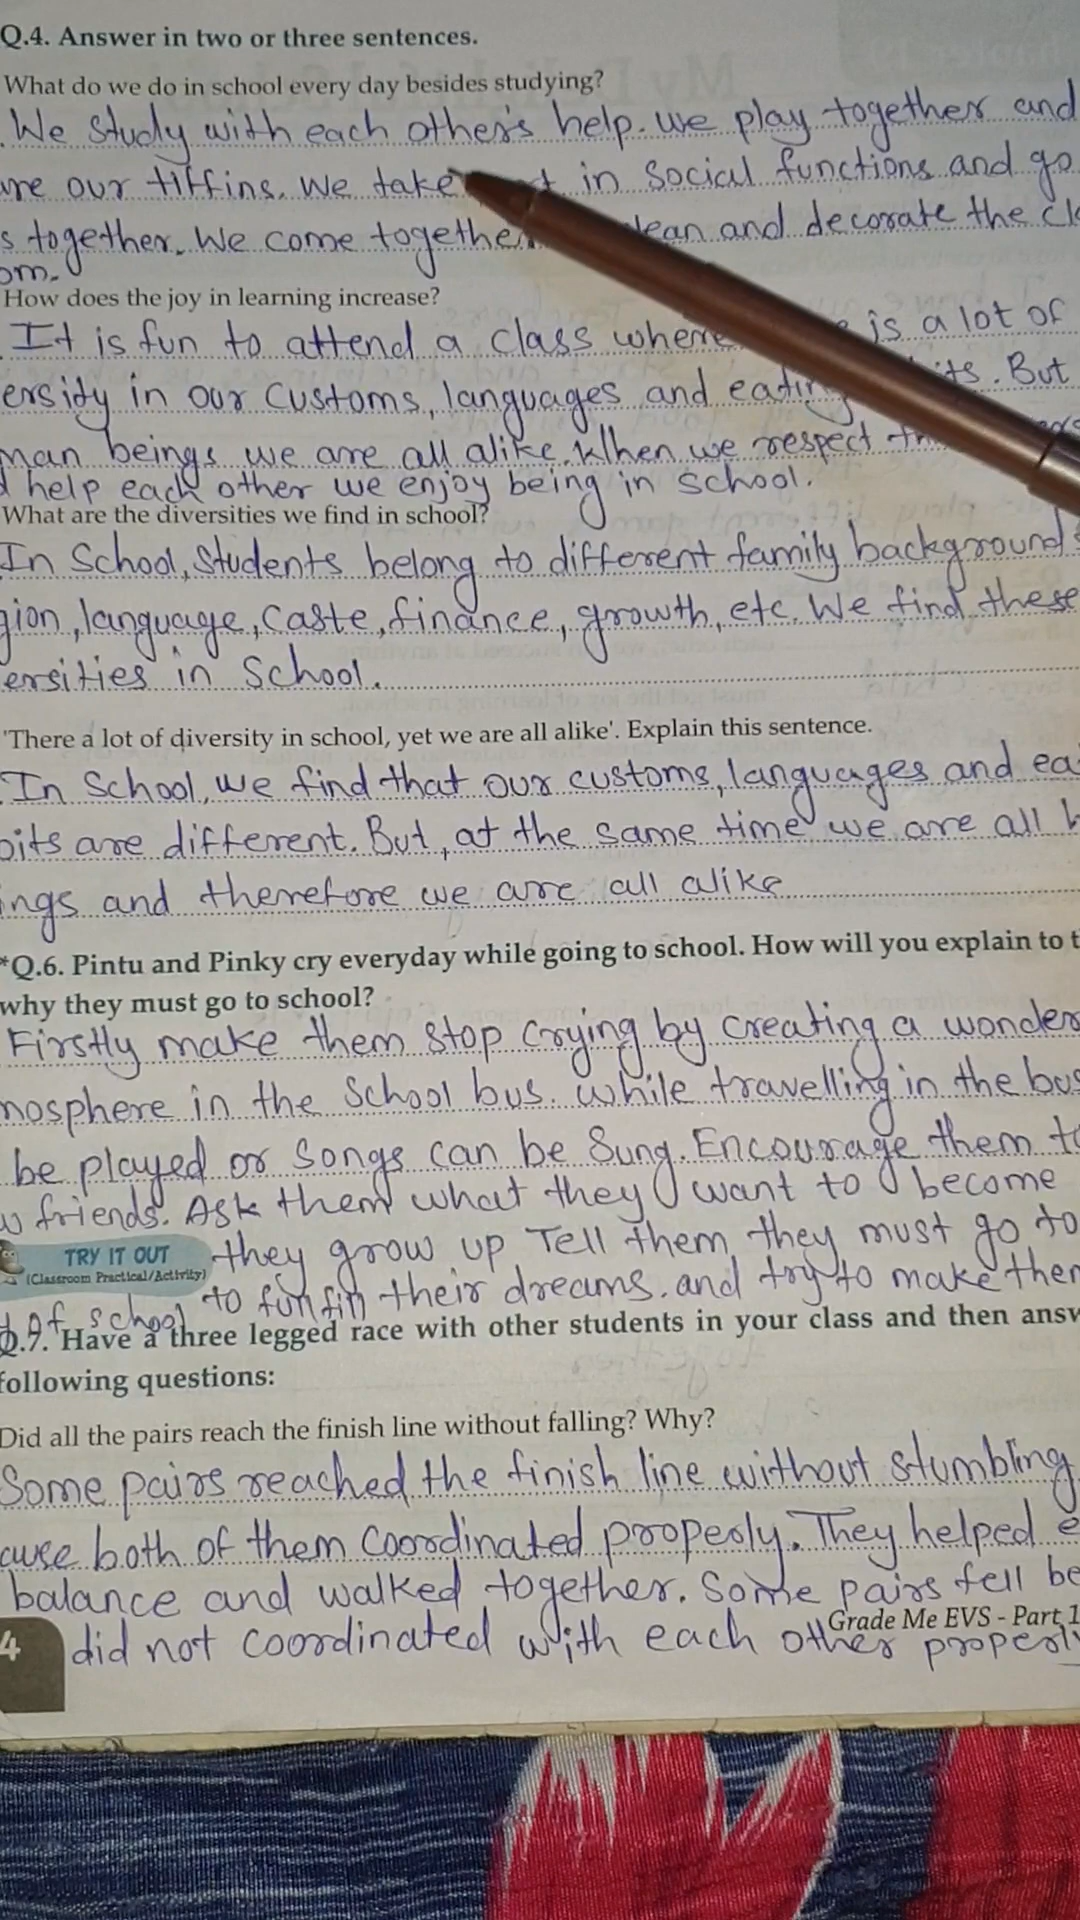 Q.4. Answer in two or three sentences.
What do we do in school every day besides studying?
We study with each other's help. we play together and
our tiffins. We take in Social functions and go
s together. We come together and decorate the
om.
How does the joy in learning increase?
It is fun to attend a class where is a lot of
ersity in our customs, languages and eating . But
man beings we are all alike. When we respect
help each other we enjoy being in school.
What are the diversities we find in school?
In School, Students belong to different family backgrounds
gion, language, Caste, finance, growth, etc. We find these
ersities in School.
'There a lot of diversity in school, yet we are all alike'. Explain this sentence.
In School, we find that our customs, languages and ea
bits are different. But, at the same time we are all
ings and therefore we are all alike
*Q.6. Pintu and Pinky cry everyday while going to school. How will you explain to t
why they must go to school?
Firstly make them stop crying by creating a wonder
mosphere in the School bus. while travelling in the bus
be played or Songs can be Sung. Encourage them to
w friends. Ask them what they want to become
TRY IT OUT they grow up Tell them they must go to
(Classroom Practical/Activity)
of school to their dreams. and try to make them
Q.7. Have a three legged race with other students in your class and then answ
following questions:
Did all the pairs reach the finish line without falling? Why?
Some pairs reached the finish line without stumbling
ause both of them coordinated properly. They helped e
balance and walked together. Some pairs fell be
Grade Me EVS - Part 1
4 did not coordinated with each other properly